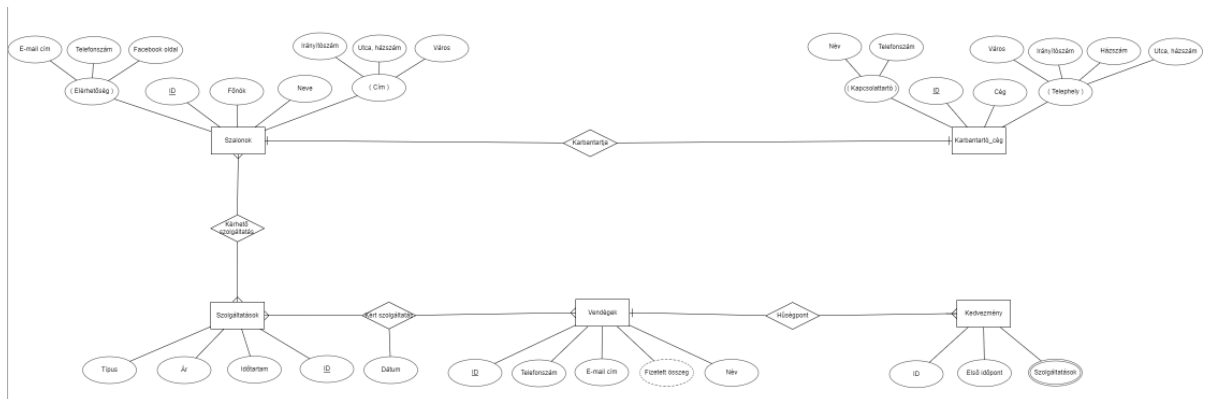 E-mail cím
Telefonszám
Facebook oldal
( Elérhetőség )
ID
Főnök
Neve
Irányítószám
Utca, házszám
Város
( Cím )
Szalonok
Karbantartja
Név
Telefonszám
( Kapcsolattartó )
ID
Cég
Város
Irányítószám
Házszám
Utca, házszám
( Telephely )
Karbantartó_cég
Kérhető
szolgáltatás
Szolgáltatások
Kért szolgáltatás
Vendégek
Hűségpont
Kedvezmény
Típus
Ár
Időtartam
ID
Dátum
ID
Telefonszám
E-mail cím
Fizetett összeg
Név
ID
Első időpont
Szolgáltatások